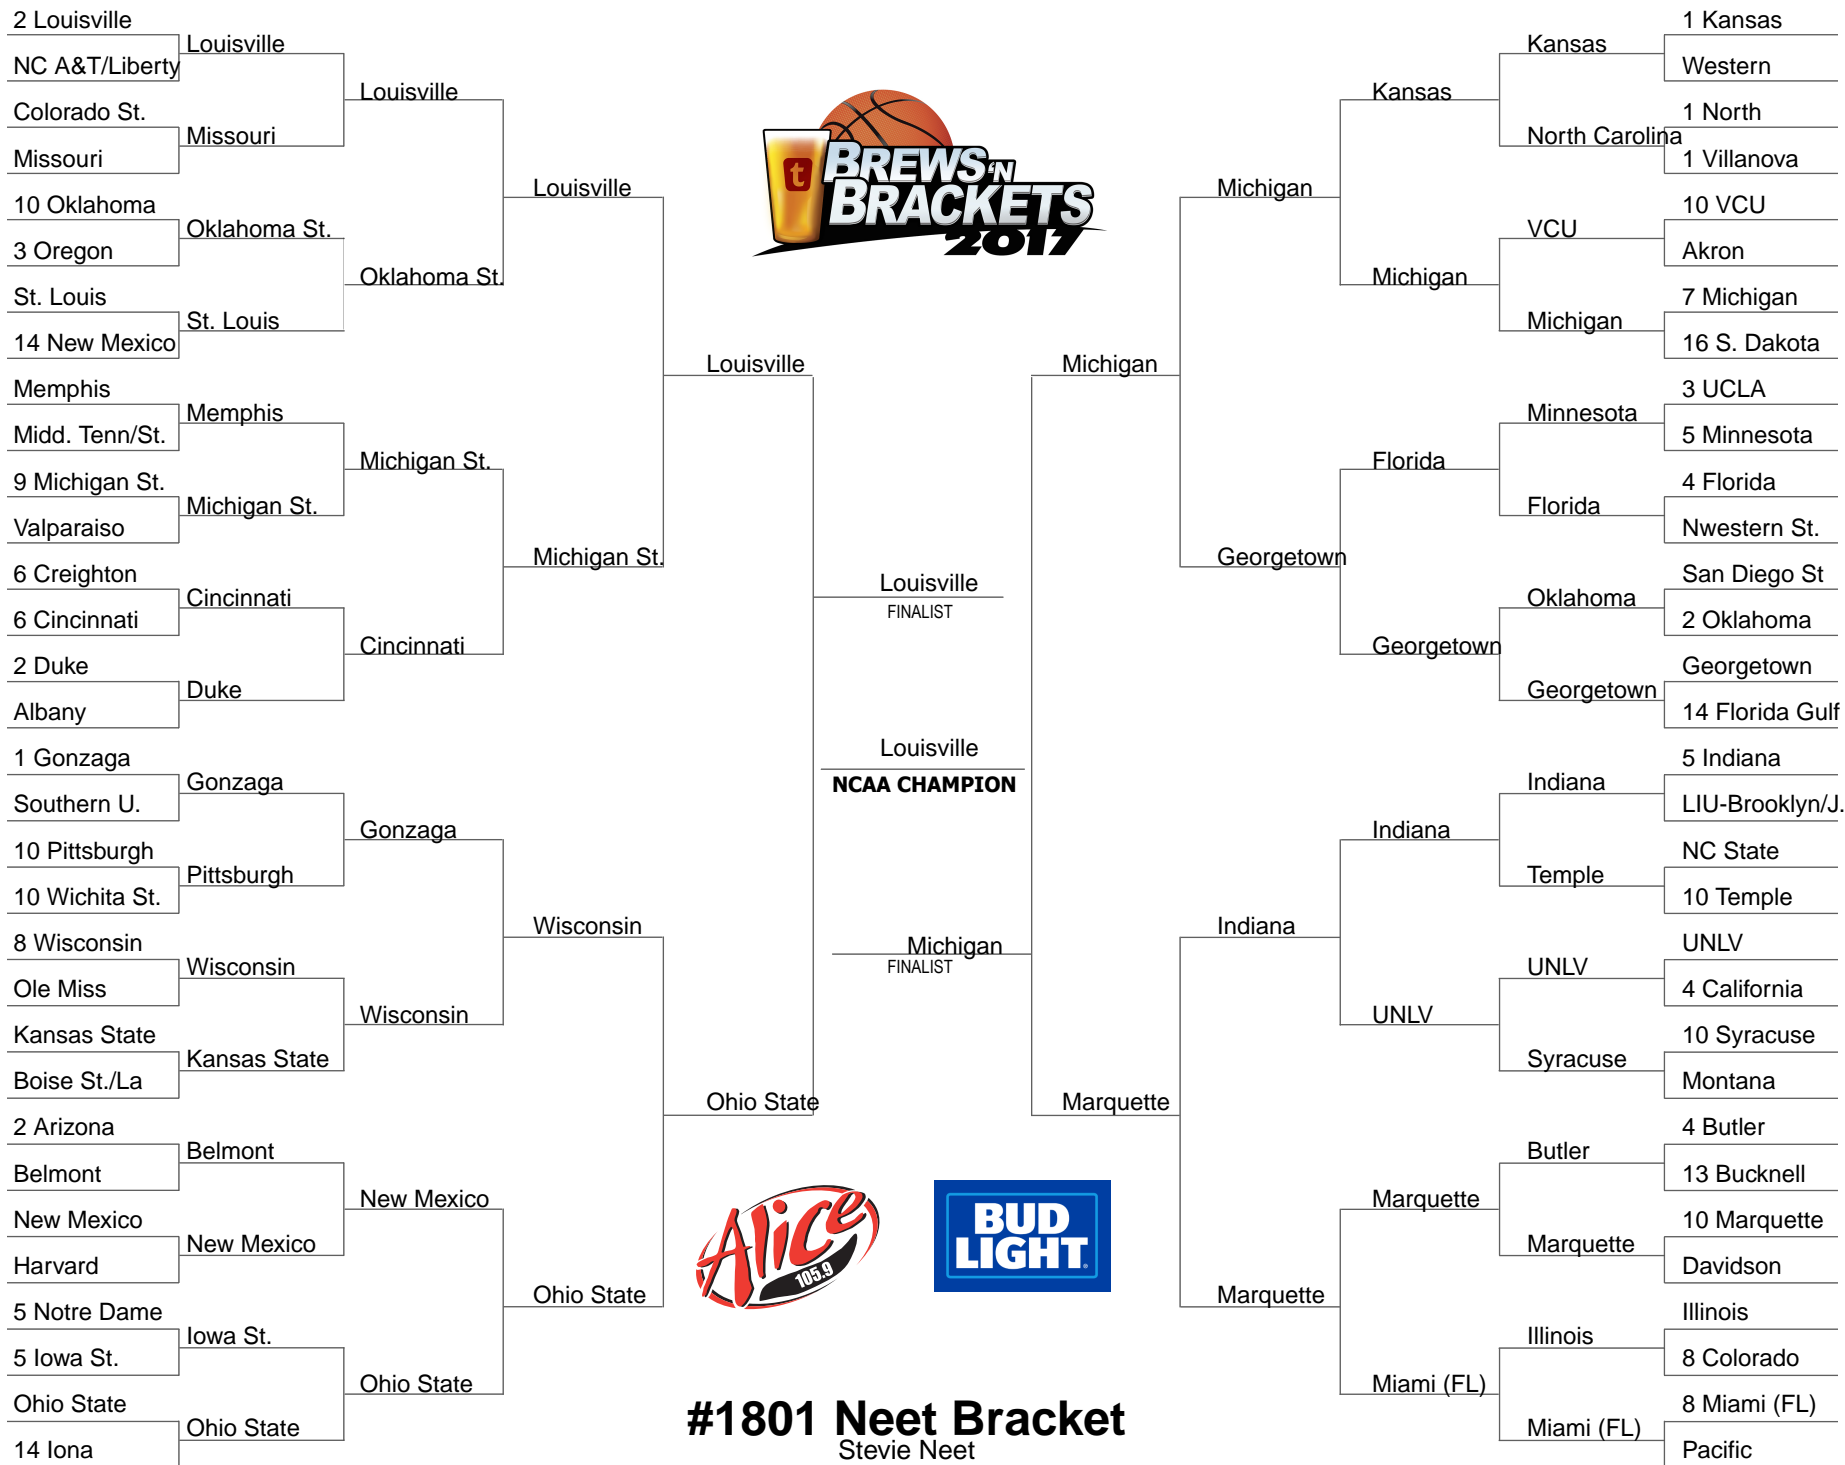 2 Louisville
NC A&T/Liberty
Colorado St.
Missouri
10 Oklahoma
3 Oregon
St. Louis
14 New Mexico
Memphis
Midd. Tenn/St.
9 Michigan St.
Valparaiso
6 Creighton
6 Cincinnati
2 Duke
Albany
1 Gonzaga
Southern U.
10 Pittsburgh
10 Wichita St.
8 Wisconsin
Ole Miss
Kansas State
Boise St./La
2 Arizona
Belmont
New Mexico
Harvard
5 Notre Dame
5 Iowa St.
Ohio State
14 Iona
Louisville
Missouri
Oklahoma St.
St. Louis
Memphis
Michigan St.
Cincinnati
Duke
Gonzaga
Pittsburgh
Wisconsin
Kansas State
Belmont
New Mexico
Iowa St.
Ohio State
Louisville
Oklahoma St.
Michigan St.
Cincinnati
Gonzaga
Wisconsin
New Mexico
Ohio State
Louisville
Michigan St.
Wisconsin
Ohio State
Louisville
Ohio State
t
BREWS 'N
BRACKETS
2017
Louisville
FINALIST
Louisville
NCAA CHAMPION
Michigan
FINALIST
Alice
105.9
BUD
LIGHT®
#1801 Neet Bracket
Stevie Neet
Michigan
Marquette
Michigan
Georgetown
Indiana
Marquette
Kansas
Michigan
Florida
Georgetown
Indiana
UNLV
Marquette
Miami (FL)
Kansas
North Carolina
VCU
Michigan
Minnesota
Florida
Oklahoma
Georgetown
Indiana
Temple
UNLV
Syracuse
Butler
Marquette
Illinois
Miami (FL)
1 Kansas
Western
1 North
1 Villanova
10 VCU
Akron
7 Michigan
16 S. Dakota
3 UCLA
5 Minnesota
4 Florida
Nwestern St.
San Diego St
2 Oklahoma
Georgetown
14 Florida Gulf
5 Indiana
LIU-Brooklyn/J.
NC State
10 Temple
UNLV
4 California
10 Syracuse
Montana
4 Butler
13 Bucknell
10 Marquette
Davidson
Illinois
8 Colorado
8 Miami (FL)
Pacific